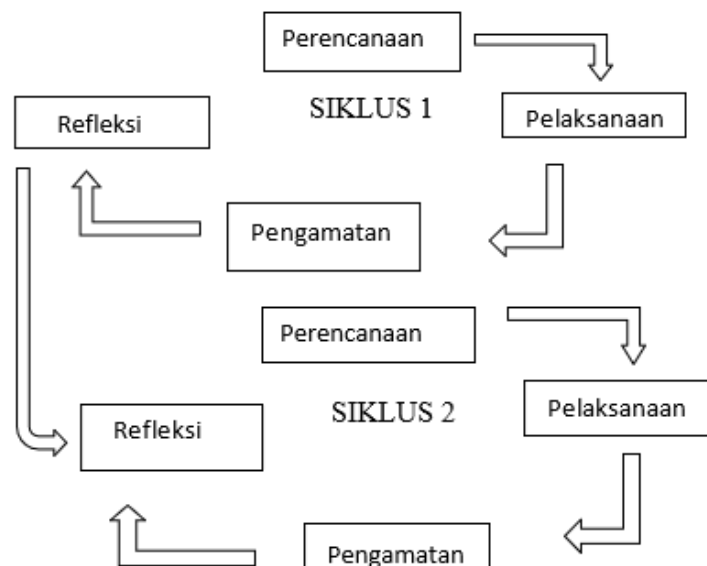 Perencanaan
SIKLUS 1
Refleksi
Pelaksanaan
Pengamatan
Perencanaan
SIKLUS 2
Refleksi
Pelaksanaan
Pengamatan